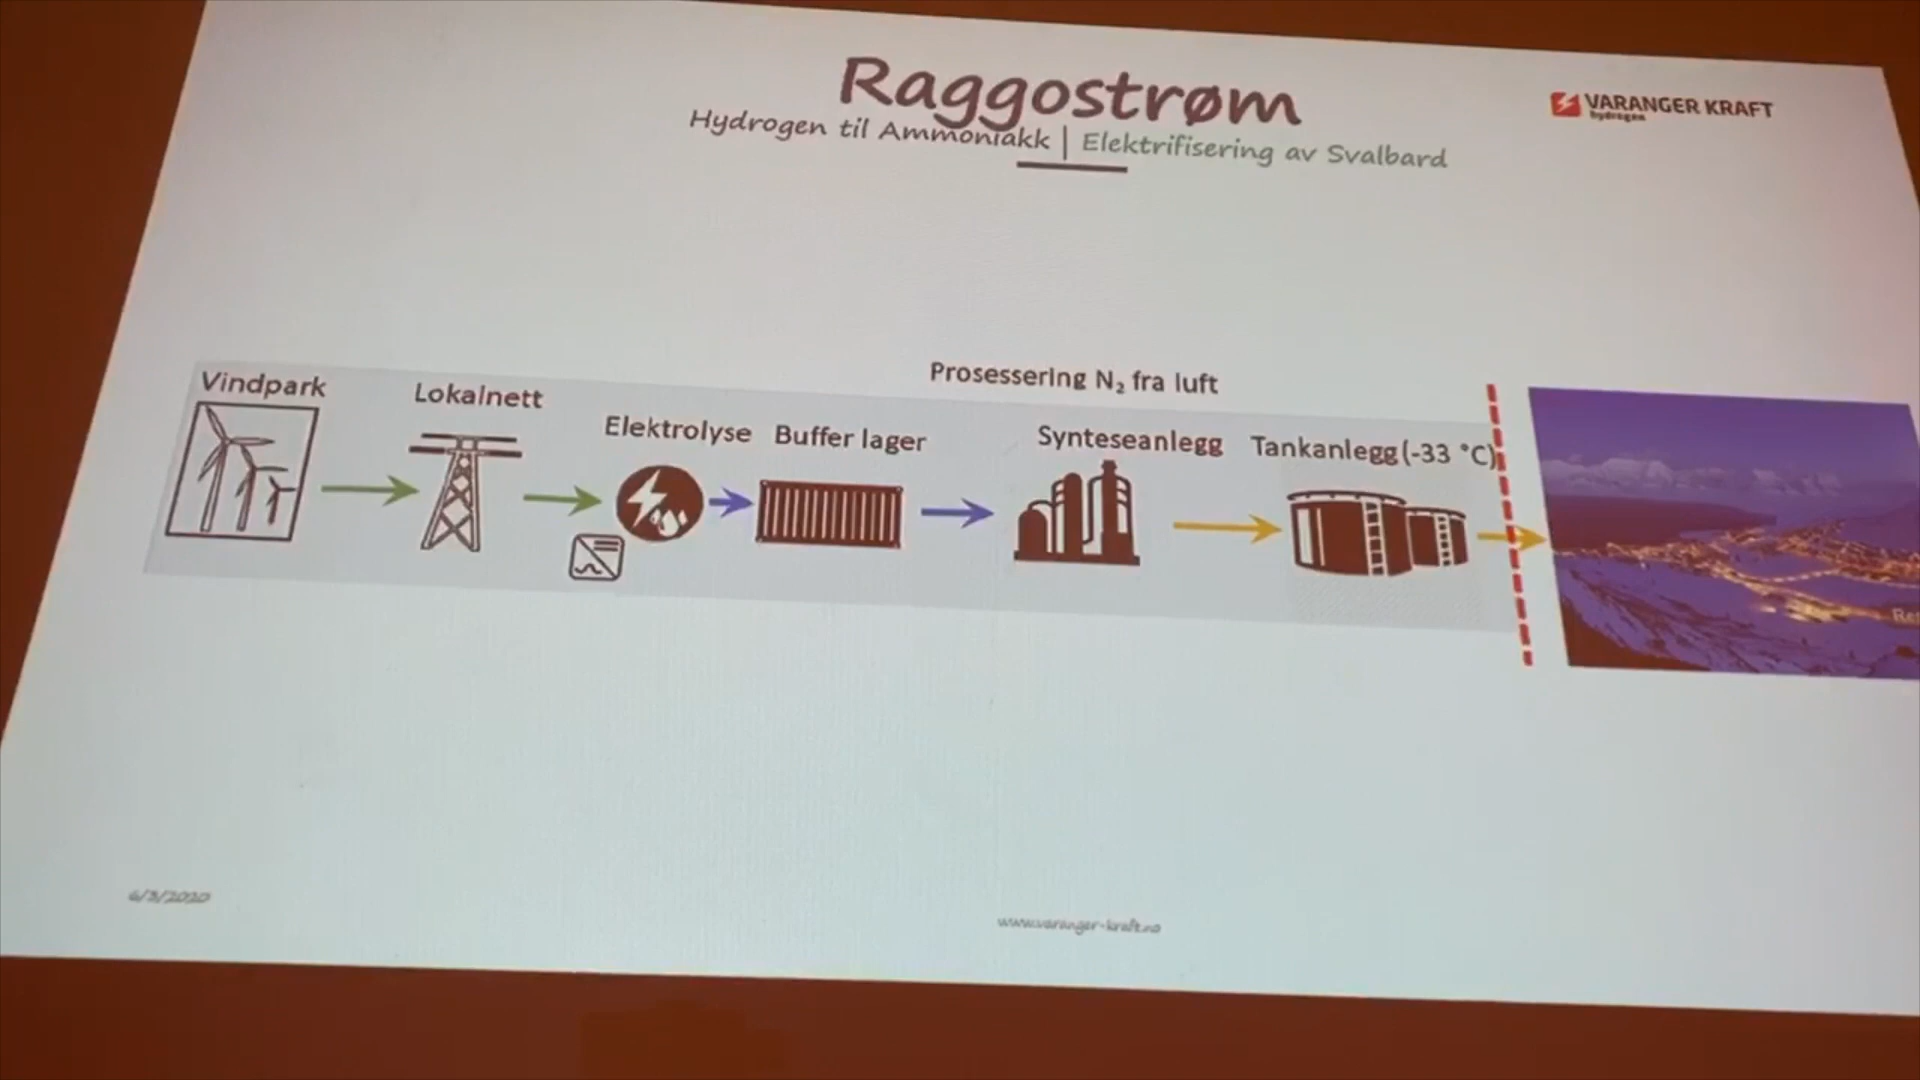 Raggostrøm
Hydrogen til Ammoniakk | Elektrifisering av Svalbard
VARANGER KRAFT
hydrogen
Prosessering N₂ fra luft
Vindpark
Lokalnett
Elektrolyse
Buffer lager
Synteseanlegg
Tankanlegg (-33 °C)
6/3/2020
www.varanger-kraft.no